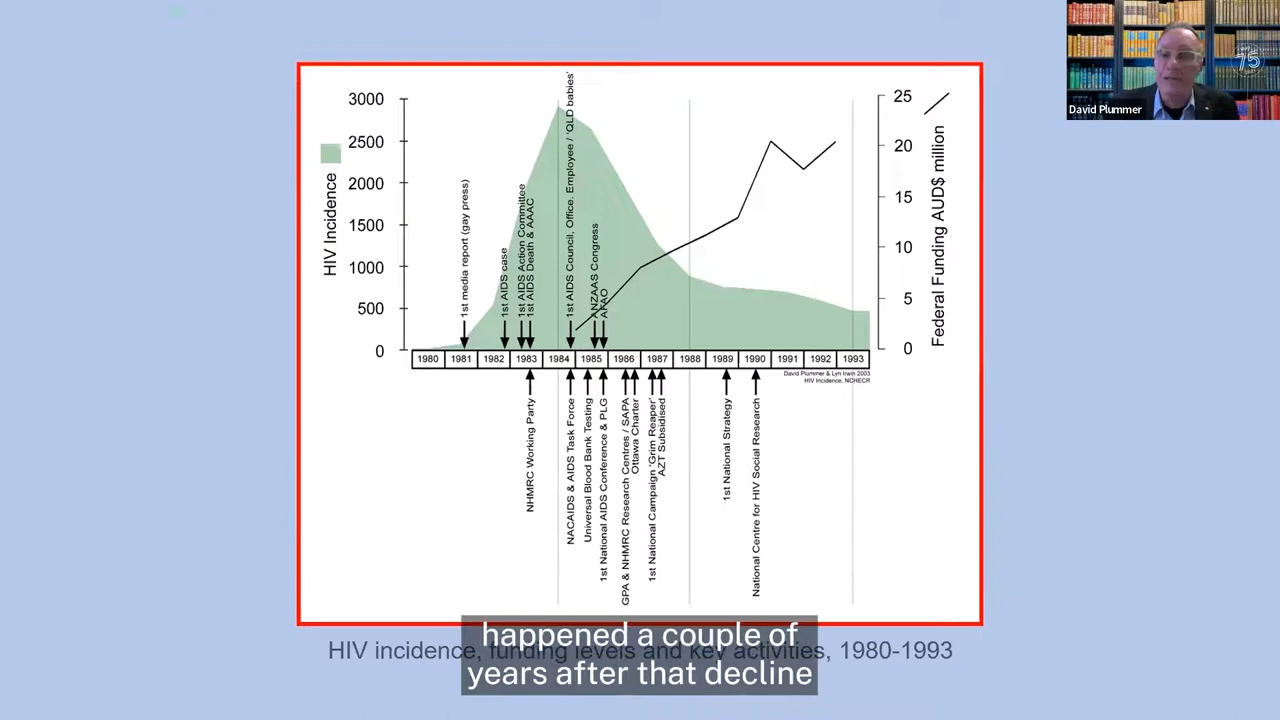 David Plummer
75
3000
2500
2000
1500
1000
500
0
HIV Incidence
25
20
15
10
5
0
Federal Funding AUD$ million
1st media report (gay press)
1st AIDS case
1st AIDS Action Committee
1st AIDS Death & AAAC
1st AIDS Council, Office, Employee / 'QLD babies'
ANZAAS Congress
AFAO
1980 1981 1982 1983 1984 1985 1986 1987 1988 1989 1990 1991 1992 1993
David Plummer & Lyn Irwin 2003
HIV Incidence, NCHECR
NHMRC Working Party
NACAIDS & AIDS Task Force
Universal Blood Bank Testing
1st National AIDS Conference & PLG
GPA & NHMRC Research Centres / SAPA
Ottawa Charter
1st National Campaign 'Grim Reaper'
AZT Subsidised
1st National Strategy
National Centre for HIV Social Research
happened a couple of
HIV incidence, funding levels and key activities, 1980-1993
years after that decline